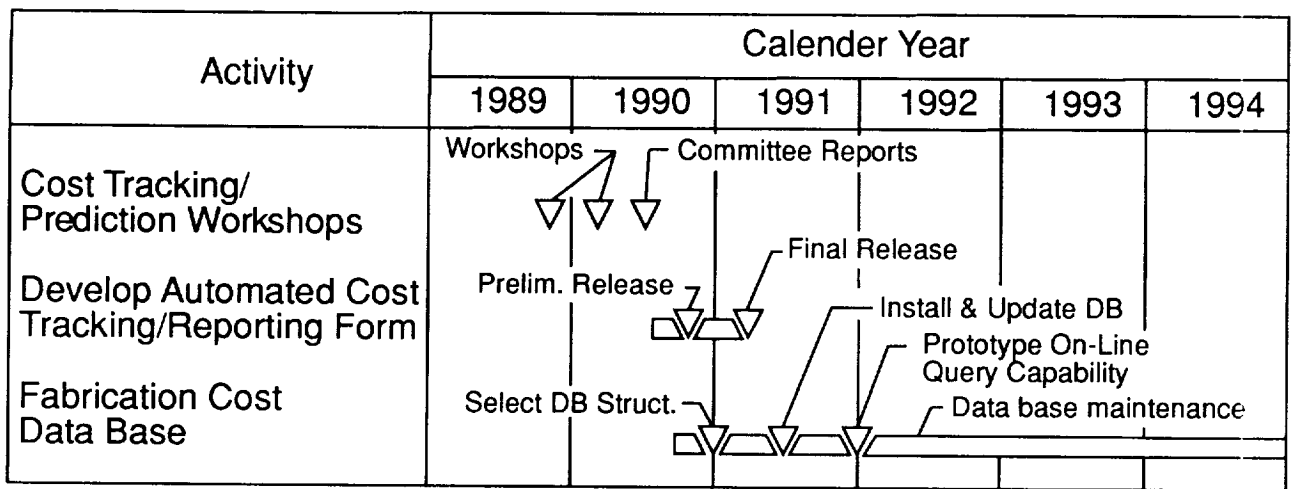 Activity
Calender Year
1989 1990 1991 1992 1993 1994
Workshops
Committee Reports
Cost Tracking/
Prediction Workshops
Final Release
Prelim. Release
Develop Automated Cost
Tracking/Reporting Form
Install & Update DB
Prototype On-Line
Query Capability
Fabrication Cost
Data Base
Select DB Struct.
Data base maintenance